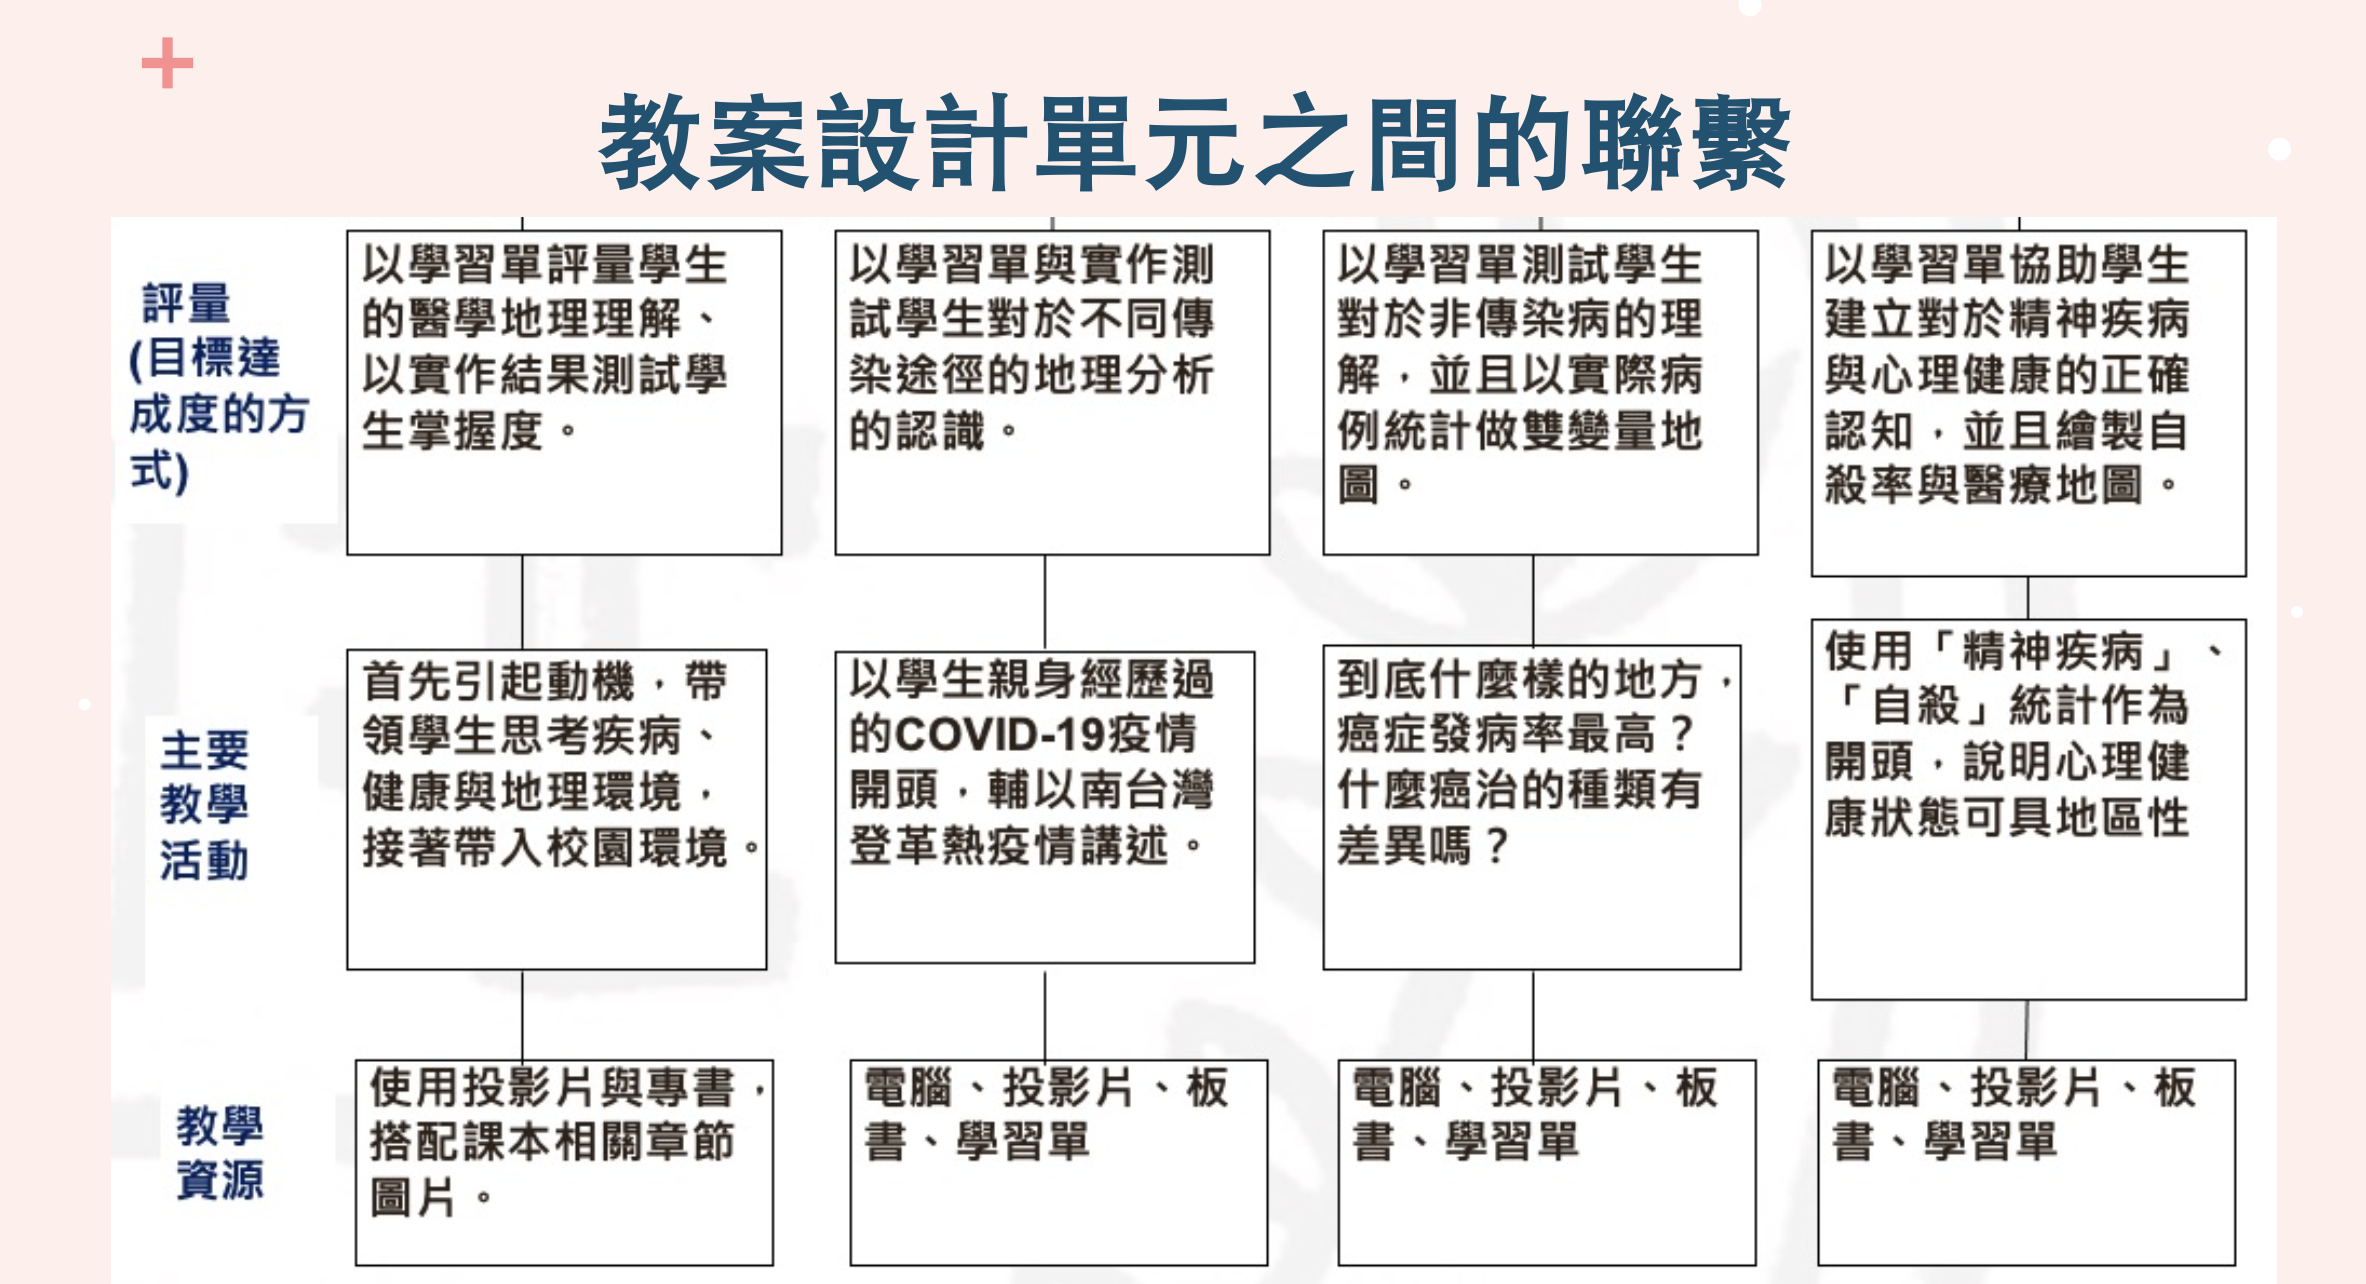 教案設計單元之間的聯繫
評量
(目標達
成度的方
式)
以學習單評量學生
的醫學地理理解、
以實作結果測試學
生掌握度。
以學習單與實作測
試學生對於不同傳
染途徑的地理分析
的認識。
以學習單測試學生
對於非傳染病的理
解，並且以實際病
例統計做雙變量地
圖。
以學習單協助學生
建立對於精神疾病
與心理健康的正確
認知，並且繪製自
殺率與醫療地圖。
主要
教學
活動
首先引起動機，帶
領學生思考疾病、
健康與地理環境，
接著帶入校園環境。
以學生親身經歷過
的COVID-19疫情
開頭，輔以南台灣
登革熱疫情講述。
到底什麼樣的地方，
癌症發病率最高？
什麼癌治的種類有
差異嗎？
使用「精神疾病」、
「自殺」統計作為
開頭，說明心理健
康狀態可具地區性
教學
資源
使用投影片與專書，
搭配課本相關章節
圖片。
電腦、投影片、板
書、學習單
電腦、投影片、板
書、學習單
電腦、投影片、板
書、學習單